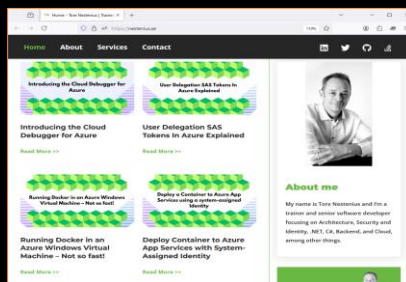 Home - Tore Nestenius | Trainer
https://nestenius.se
Home About Services Contact
Introducing the Cloud Debugger for
Azure
User Delegation SAS
Tokens In Azure
Explained
Introducing the Cloud
Debugger for Azure
User Delegation SAS
Tokens In Azure Explained
Read More >>
Read More >>
Running Docker in an Azure Windows
Virtual Machine – Not so fast!
Deploy a Container to Azure App
Services using a system-assigned
Identity
Running Docker in an
Azure Windows Virtual
Machine – Not so fast!
Deploy Container to Azure
App Services with System-
Assigned Identity
Read More >>
Read More >>
About me
My name is Tore Nestenius and I'm a
trainer and senior software developer
focusing on Architecture, Security and
Identity, .NET, C#, Backend, and Cloud,
among other things.